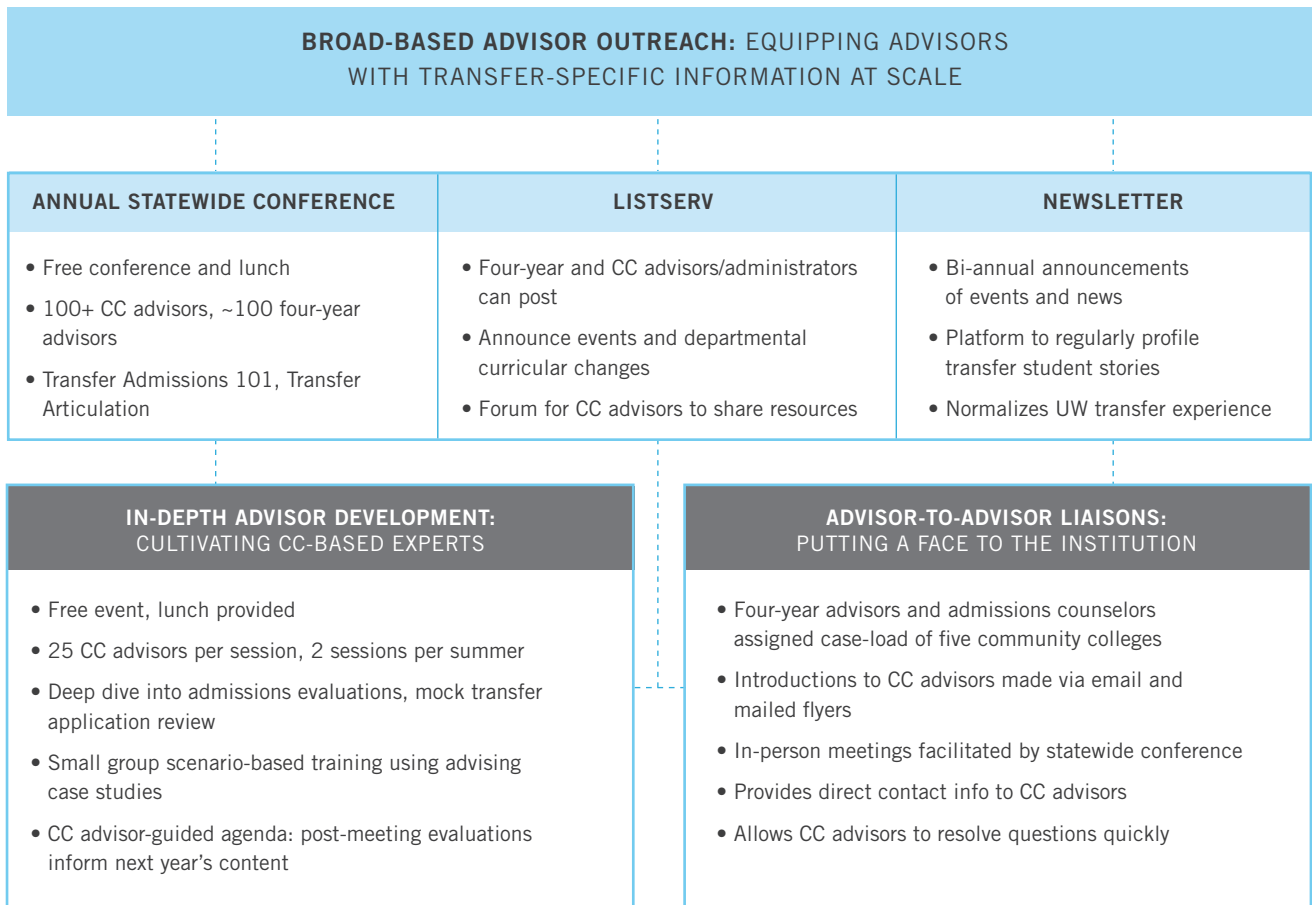 BROAD-BASED ADVISOR OUTREACH: EQUIPPING ADVISORS
WITH TRANSFER-SPECIFIC INFORMATION AT SCALE
ANNUAL STATEWIDE CONFERENCE
• Free conference and lunch
• 100+ CC advisors, ~100 four-year
advisors
• Transfer Admissions 101, Transfer
Articulation
LISTSERV
• Four-year and CC advisors/administrators
can post
• Announce events and departmental
curricular changes
• Forum for CC advisors to share resources
NEWSLETTER
• Bi-annual announcements
of events and news
• Platform to regularly profile
transfer student stories
• Normalizes UW transfer experience
IN-DEPTH ADVISOR DEVELOPMENT:
CULTIVATING CC-BASED EXPERTS
• Free event, lunch provided
• 25 CC advisors per session, 2 sessions per summer
• Deep dive into admissions evaluations, mock transfer
application review
• Small group scenario-based training using advising
case studies
• CC advisor-guided agenda: post-meeting evaluations
inform next year's content
ADVISOR-TO-ADVISOR LIAISONS:
PUTTING A FACE TO THE INSTITUTION
• Four-year advisors and admissions counselors
assigned case-load of five community colleges
• Introductions to CC advisors made via email and
mailed flyers
• In-person meetings facilitated by statewide conference
• Provides direct contact info to CC advisors
• Allows CC advisors to resolve questions quickly